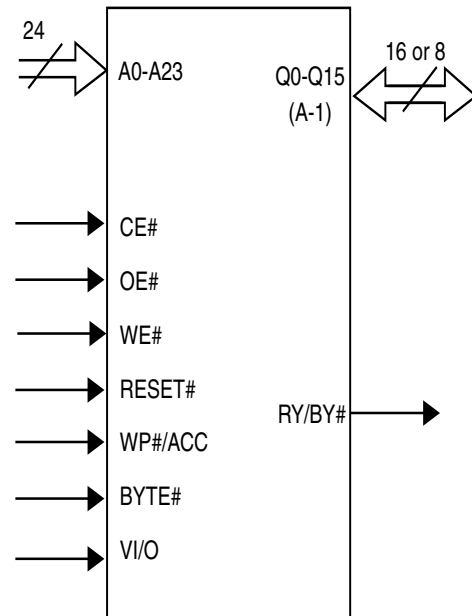 24
16 or 8
A0-A23
Q0-Q15
(A-1)
CE#
OE#
WE#
RESET#
RY/BY#
WP#/ACC
BYTE#
VI/O